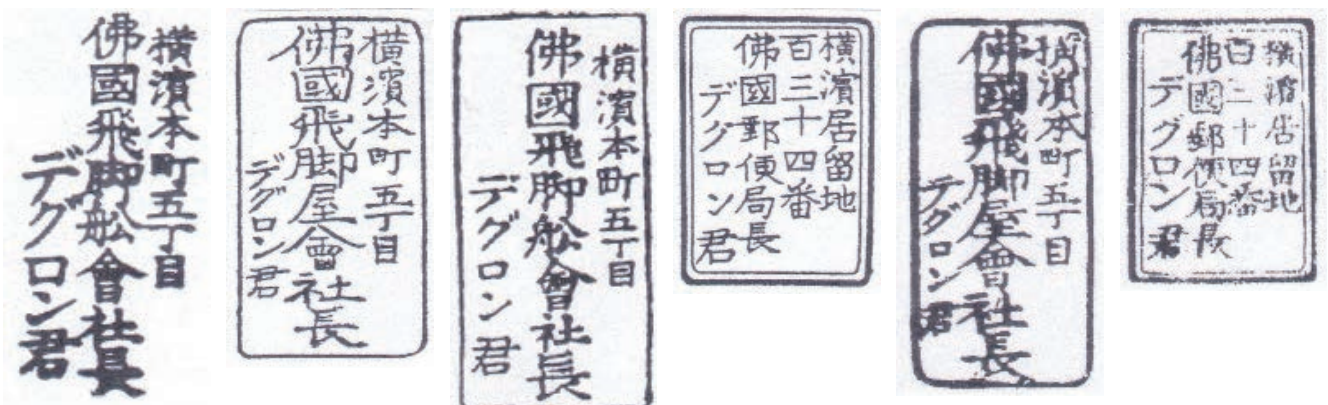 横濱本町五丁目
佛國飛脚舩會社長
デグロン君
横濱本町五丁目
佛國飛脚屋會社長
デグロン君
横濱本町五丁目
佛國飛脚舩會社長
デグロン君
横濱居留地
百三十四番
佛國郵便局長
デグロン君
横濱本町五丁目
佛國飛脚屋會社長
デグロン君
横濱居留地
百三十四番
佛國郵便局長
デグロン君